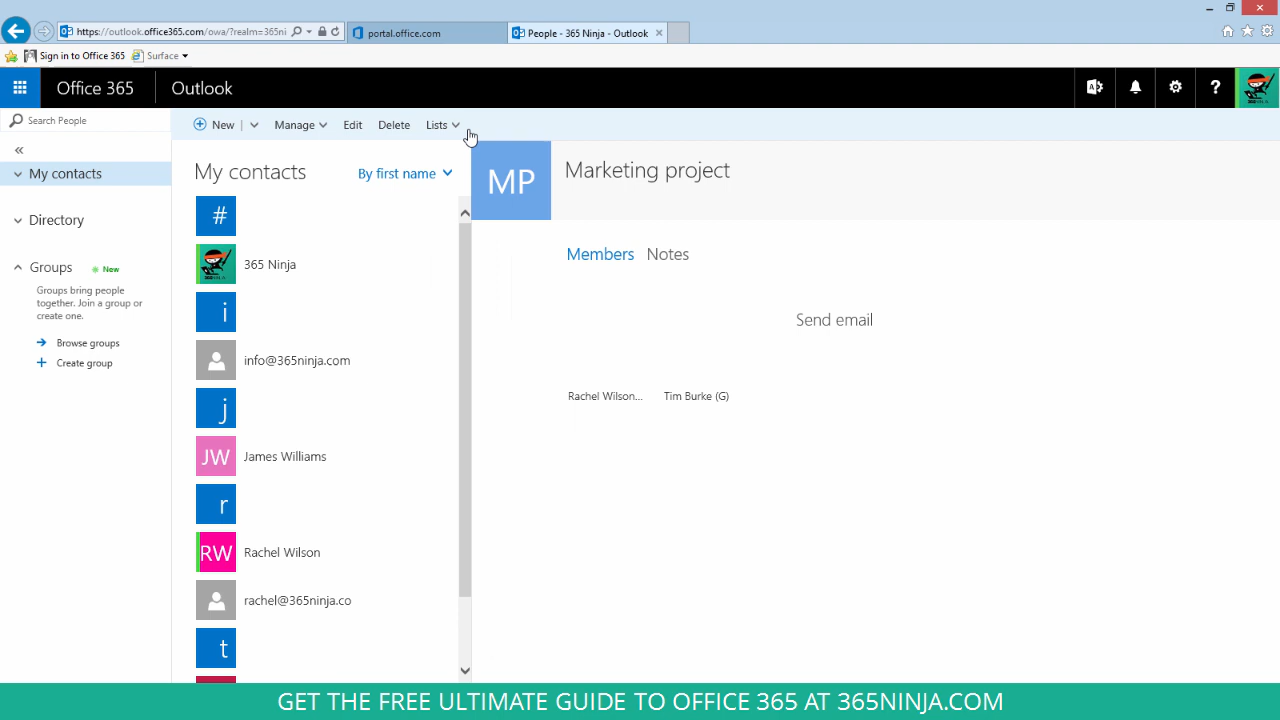 https://outlook.office365.com/owa/?realm=365ni
portal.office.com
People - 365 Ninja - Outlook
Sign in to Office 365
Surface
Office 365
Outlook
?
Search People
New
Manage
Edit
Delete
Lists
My contacts
Directory
Groups
New
Groups bring people
together. Join a group or
create one.
Browse groups
Create group
My contacts
By first name
#
365 Ninja
i
info@365ninja.com
j
JW
James Williams
r
RW
Rachel Wilson
rachel@365ninja.co
t
MP
Marketing project
Members
Notes
Send email
Rachel Wilson...
Tim Burke (G)
GET THE FREE ULTIMATE GUIDE TO OFFICE 365 AT 365NINJA.COM